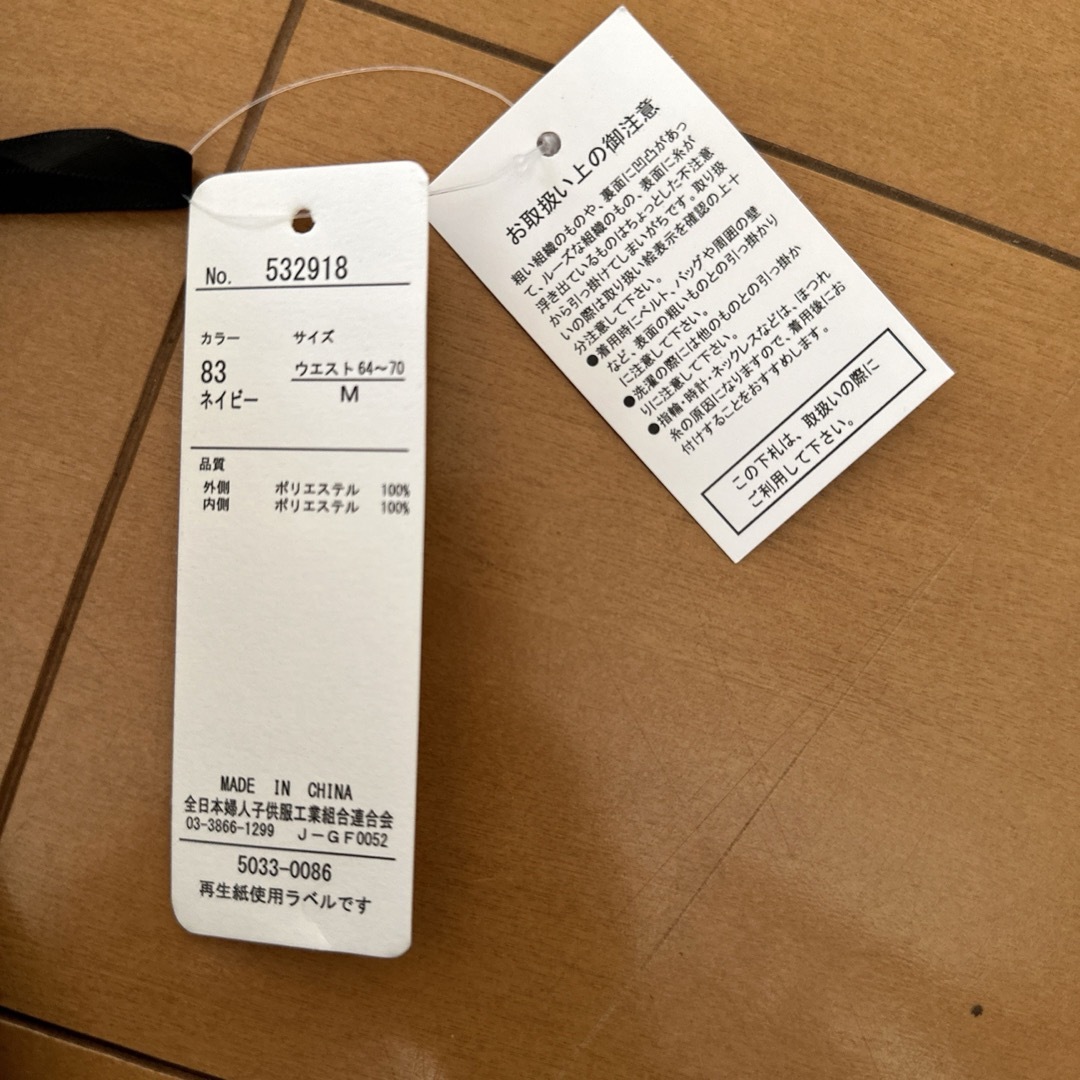 No. 532918
カラー サイズ
83 ウエスト64〜70
ネイビー M
品質
外側 ポリエステル 100%
内側 ポリエステル 100%
MADE IN CHINA
全日本婦人子供服工業組合連合会
03-3866-1299 J-GF0052
5033-0086
再生紙使用ラベルです
お取扱い上の御注意
粗い組織のものや、裏面に凹凸があっ
て、ルーズな組織のもの、表面に糸が
浮き出ているものはちょっとした不注意
から引っ掛けてしまいがちです。取り扱
いの際は取り扱い絵表示を確認の上十
分注意して下さい。
●着用時にベルト、バッグや周囲の壁
など、表面の粗いものとの引っ掛かり
に注意して下さい。
●洗濯の際には他のものとの引っ掛か
りに注意して下さい。
●指輪・時計・ネックレスなどは、ほつれ
糸の原因になりますので、着用後にお
付けすることをおすすめします。
この下札は、取扱いの際に
ご利用して下さい。